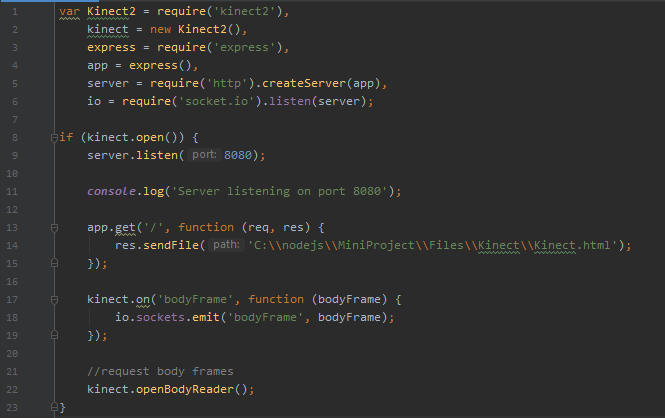 1 var Kinect2 = require('kinect2'),
2 kinect = new Kinect2(),
3 express = require('express'),
4 app = express(),
5 server = require('http').createServer(app),
6 io = require('socket.io').listen(server);
7
8 if (kinect.open()) {
9 server.listen( port: 8080);
10
11 console.log('Server listening on port 8080');
12
13 app.get('/', function (req, res) {
14 res.sendFile( path: 'C:\\nodejs\\MiniProject\\Files\\Kinect\\Kinect.html');
15 });
16
17 kinect.on('bodyFrame', function (bodyFrame) {
18 io.sockets.emit('bodyFrame', bodyFrame);
19 });
20
21 //request body frames
22 kinect.openBodyReader();
23 }